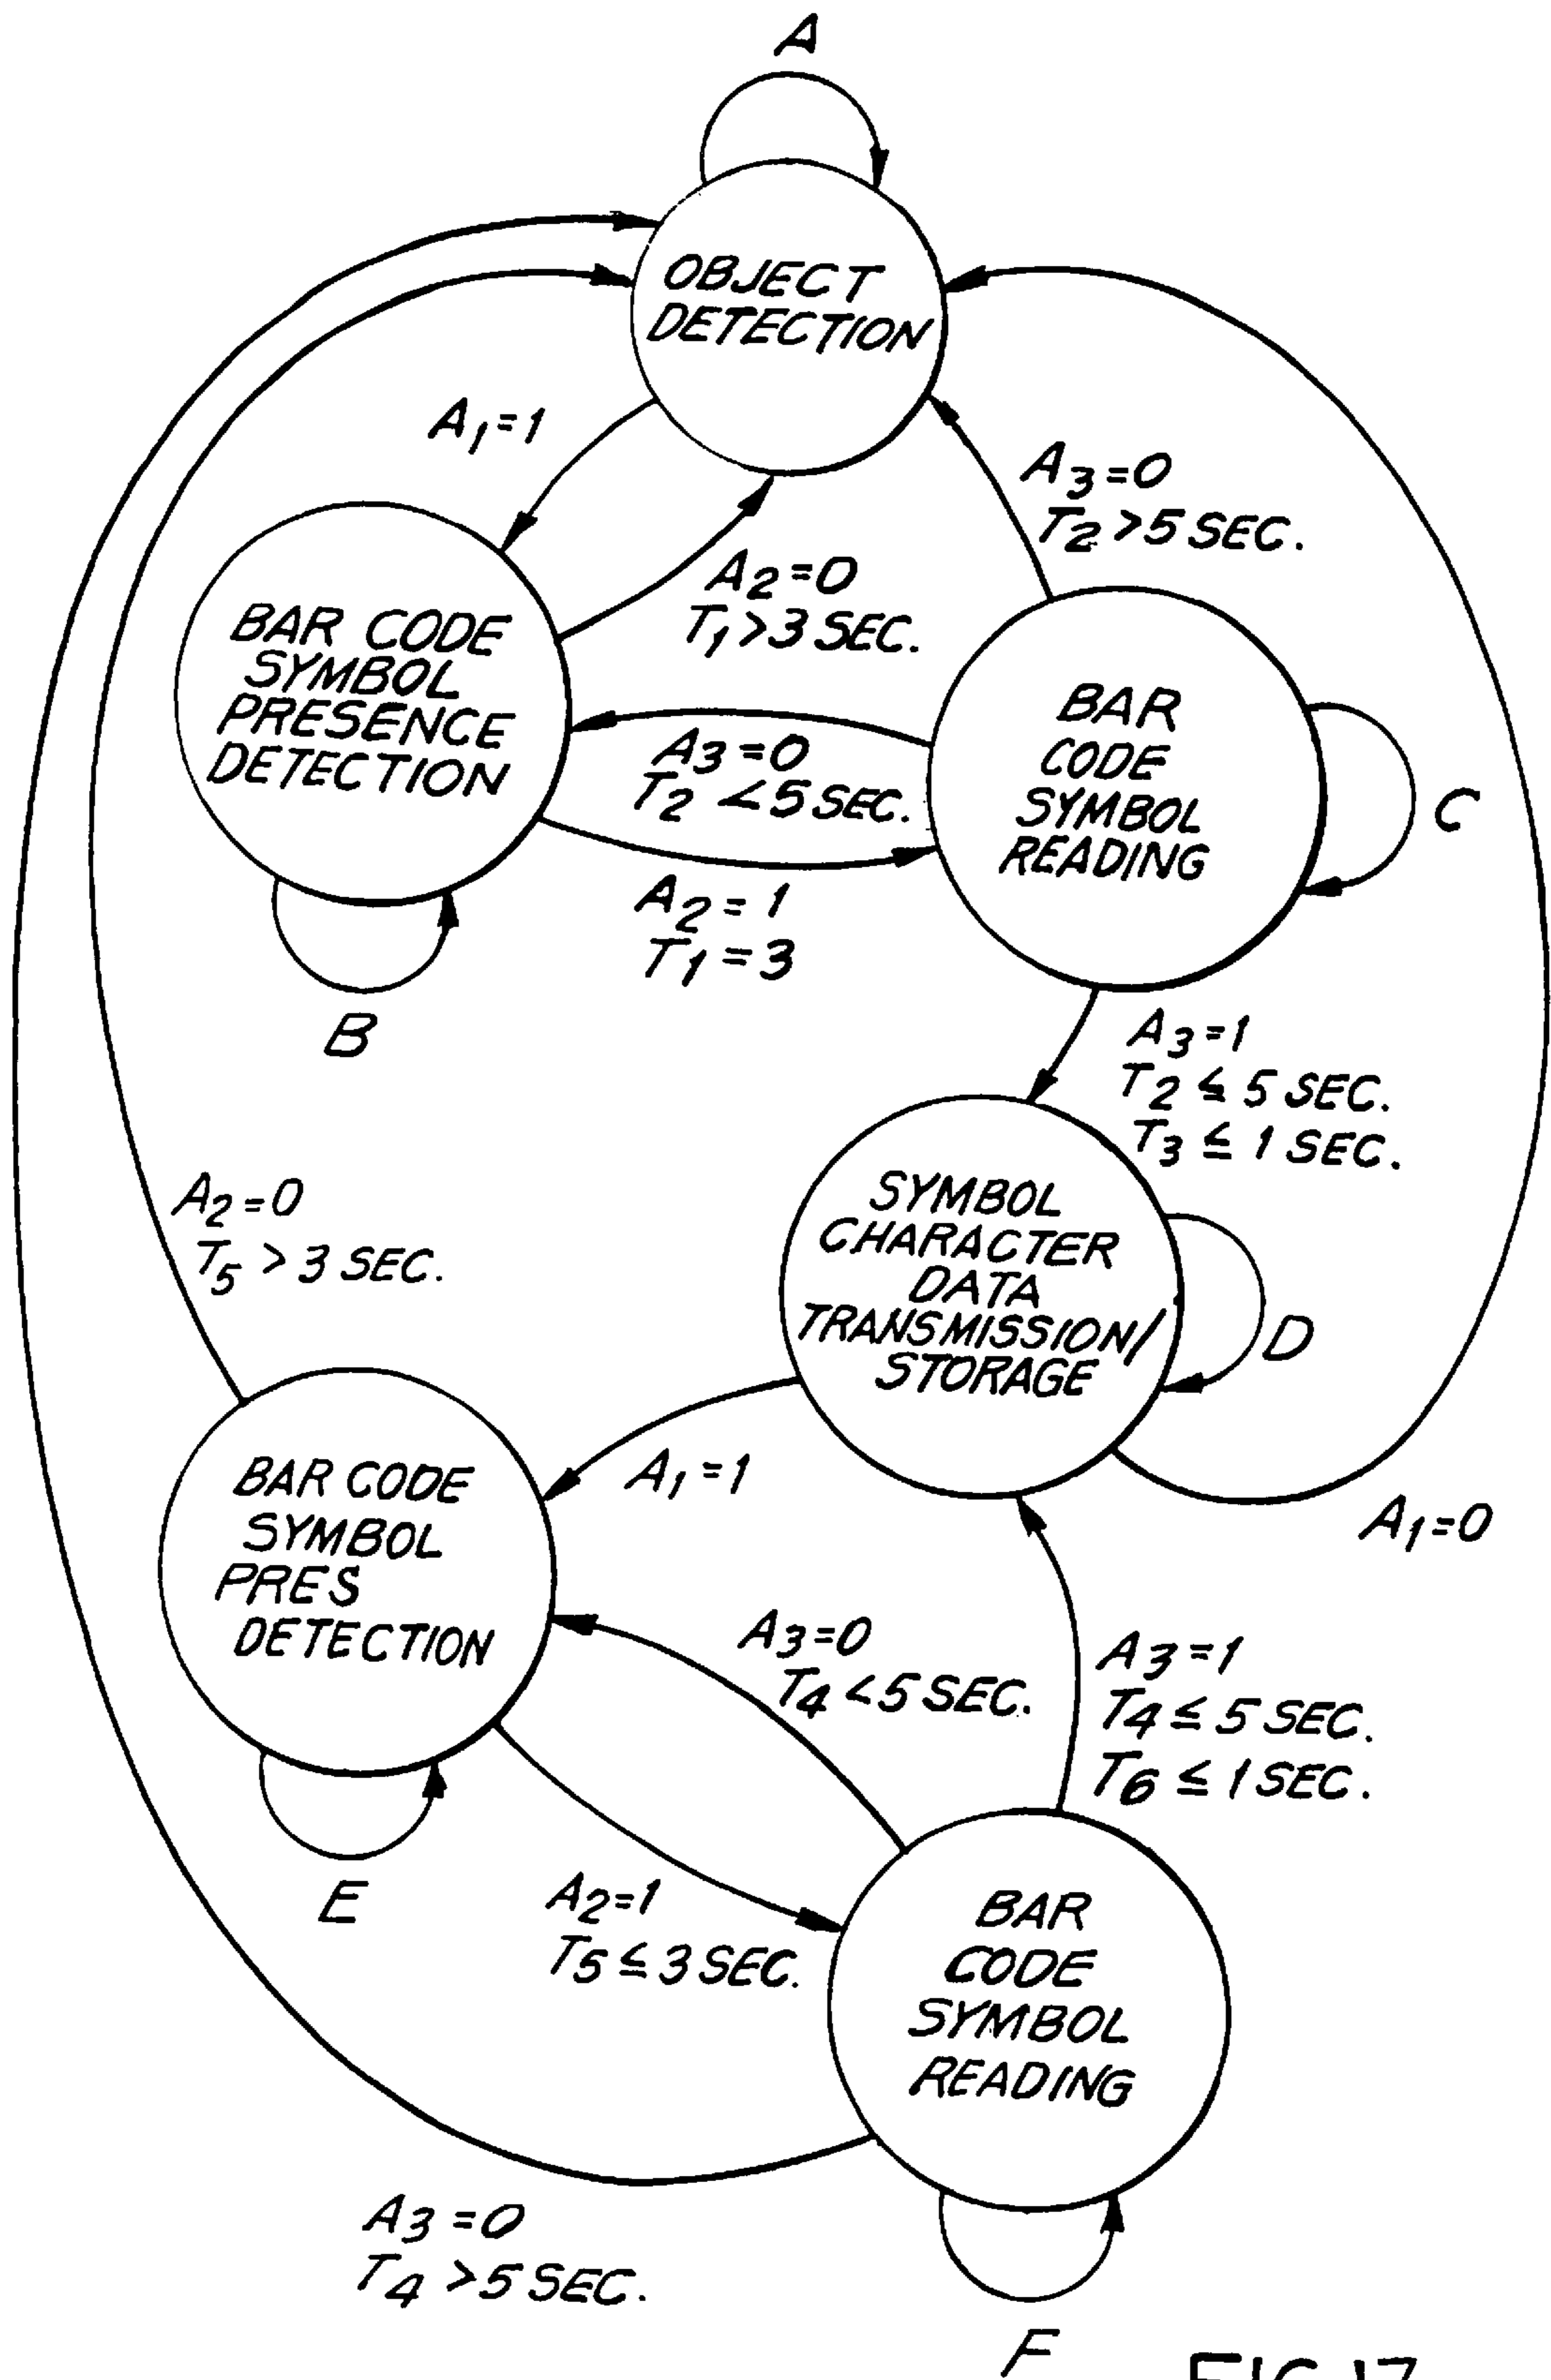 A
OBJECT
DETECTION
A₁=1
A₃=0
T₂>5 SEC.
A₂=0
T₁>3 SEC.
BAR CODE
SYMBOL
PRESENCE
DETECTION
A₃=0
T₂<5 SEC.
BAR
CODE
SYMBOL
READING
C
A₂=1
T₁=3
B
A₃=1
T₂≦5 SEC.
T₃≤1 SEC.
A₂=0
T₅>3 SEC.
SYMBOL
CHARACTER
DATA
TRANSMISSION/
STORAGE
D
A₁=1
A₁=0
BAR CODE
SYMBOL
PRES
DETECTION
A₃=0
T₄<5 SEC.
A₃=1
T₄≤5 SEC.
T₆≤1 SEC.
E
A₂=1
T₅≤3 SEC.
BAR
CODE
SYMBOL
READING
A₃=0
T₄>5 SEC.
F
FIG. 17